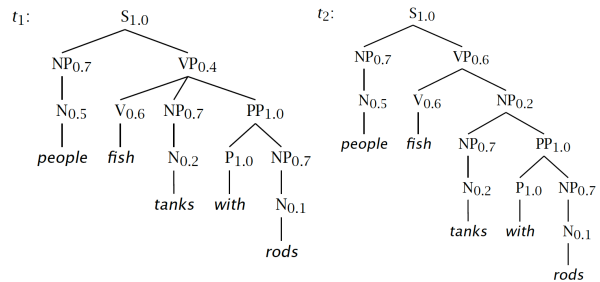 t₁:
S₁.₀
NP₀.₇ VP₀.₄
N₀.₅ V₀.₆ NP₀.₇ PP₁.₀
people fish N₀.₂ P₁.₀ NP₀.₇
tanks with N₀.₁
rods
t₂:
S₁.₀
NP₀.₇ VP₀.₆
N₀.₅ V₀.₆ NP₀.₂
people fish NP₀.₇ PP₁.₀
N₀.₂ P₁.₀ NP₀.₇
tanks with N₀.₁
rods